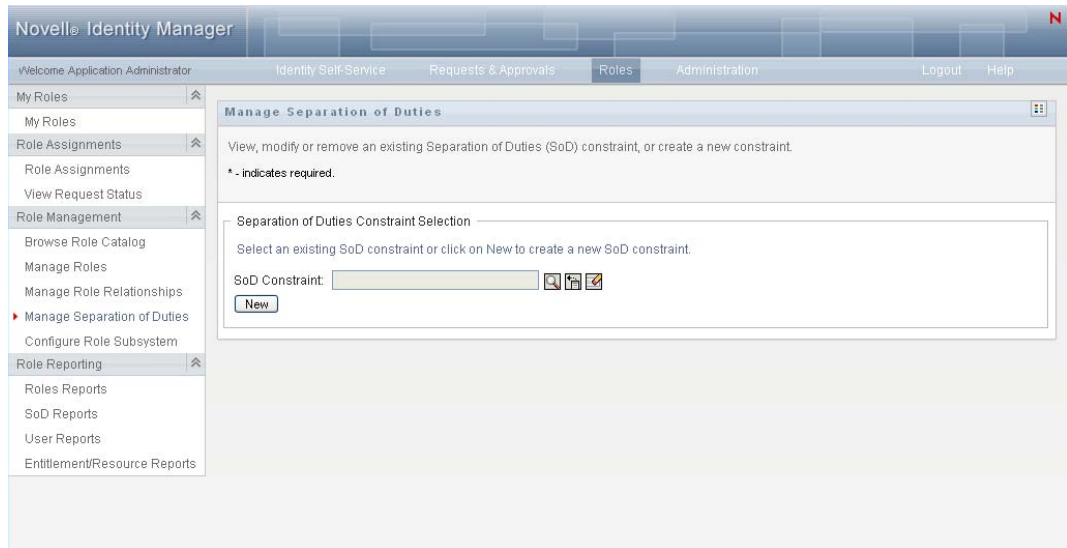 Novell® Identity Manager
N
Welcome Application Administrator
Identity Self-Service Requests & Approvals Roles Administration Logout Help
My Roles
My Roles
Role Assignments
Role Assignments
View Request Status
Role Management
Browse Role Catalog
Manage Roles
Manage Role Relationships
Manage Separation of Duties
Configure Role Subsystem
Role Reporting
Roles Reports
SoD Reports
User Reports
Entitlement/Resource Reports
Manage Separation of Duties
View, modify or remove an existing Separation of Duties (SoD) constraint, or create a new constraint.
* - indicates required.
Separation of Duties Constraint Selection
Select an existing SoD constraint or click on New to create a new SoD constraint.
SoD Constraint:
New